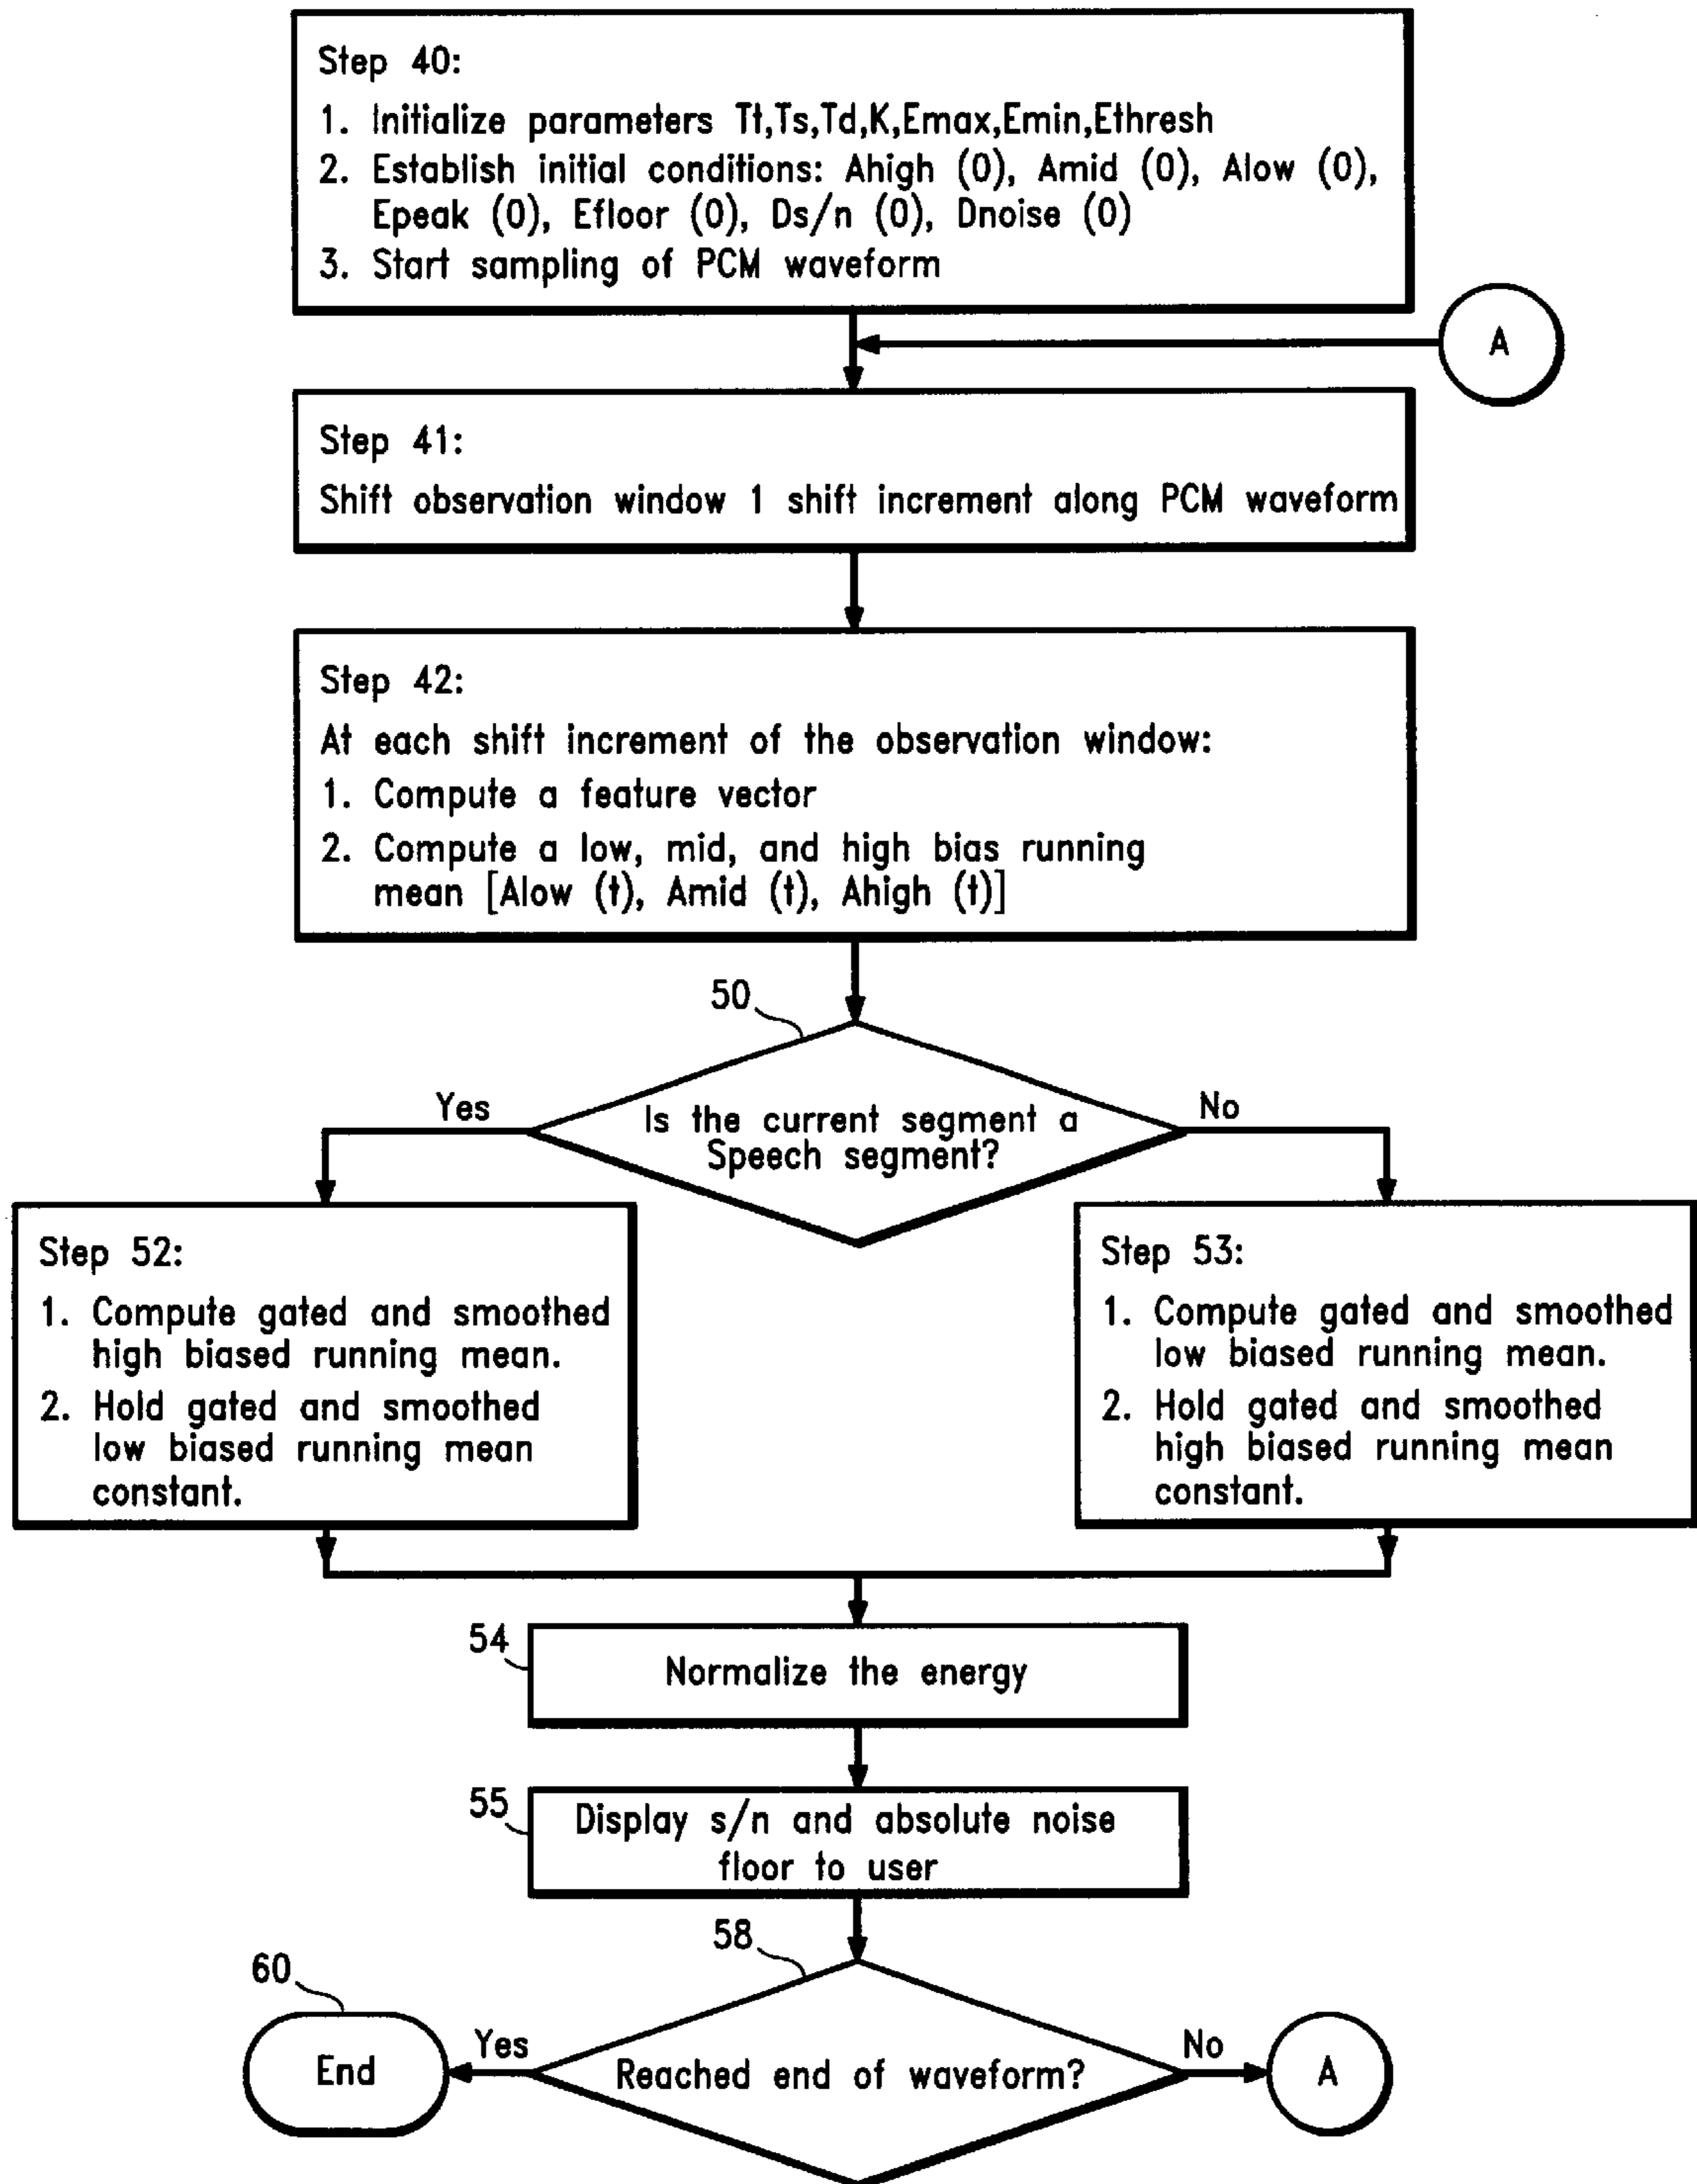 Step 40:
1. Initialize parameters Tt,Ts,Td,K,Emax,Emin,Ethresh
2. Establish initial conditions: Ahigh (0), Amid (0), Alow (0),
Epeak (0), Efloor (0), Ds/n (0), Dnoise (0)
3. Start sampling of PCM waveform
A
Step 41:
Shift observation window 1 shift increment along PCM waveform
Step 42:
At each shift increment of the observation window:
1. Compute a feature vector
2. Compute a low, mid, and high bias running
mean [Alow (t), Amid (t), Ahigh (t)]
50
Yes
Is the current segment a
Speech segment?
No
Step 52:
1. Compute gated and smoothed
high biased running mean.
2. Hold gated and smoothed
low biased running mean
constant.
Step 53:
1. Compute gated and smoothed
low biased running mean.
2. Hold gated and smoothed
high biased running mean
constant.
54
Normalize the energy
55
Display s/n and absolute noise
floor to user
58
60
End
Yes
Reached end of waveform?
No
A